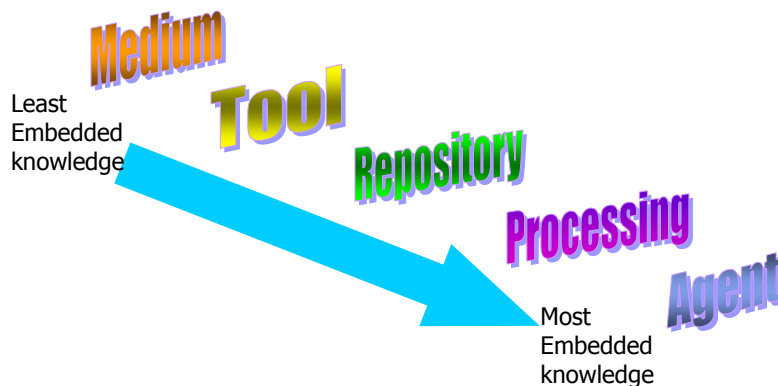 Medium
Least
Embedded
knowledge
Tool
Repository
Processing
Agent
Most
Embedded
knowledge